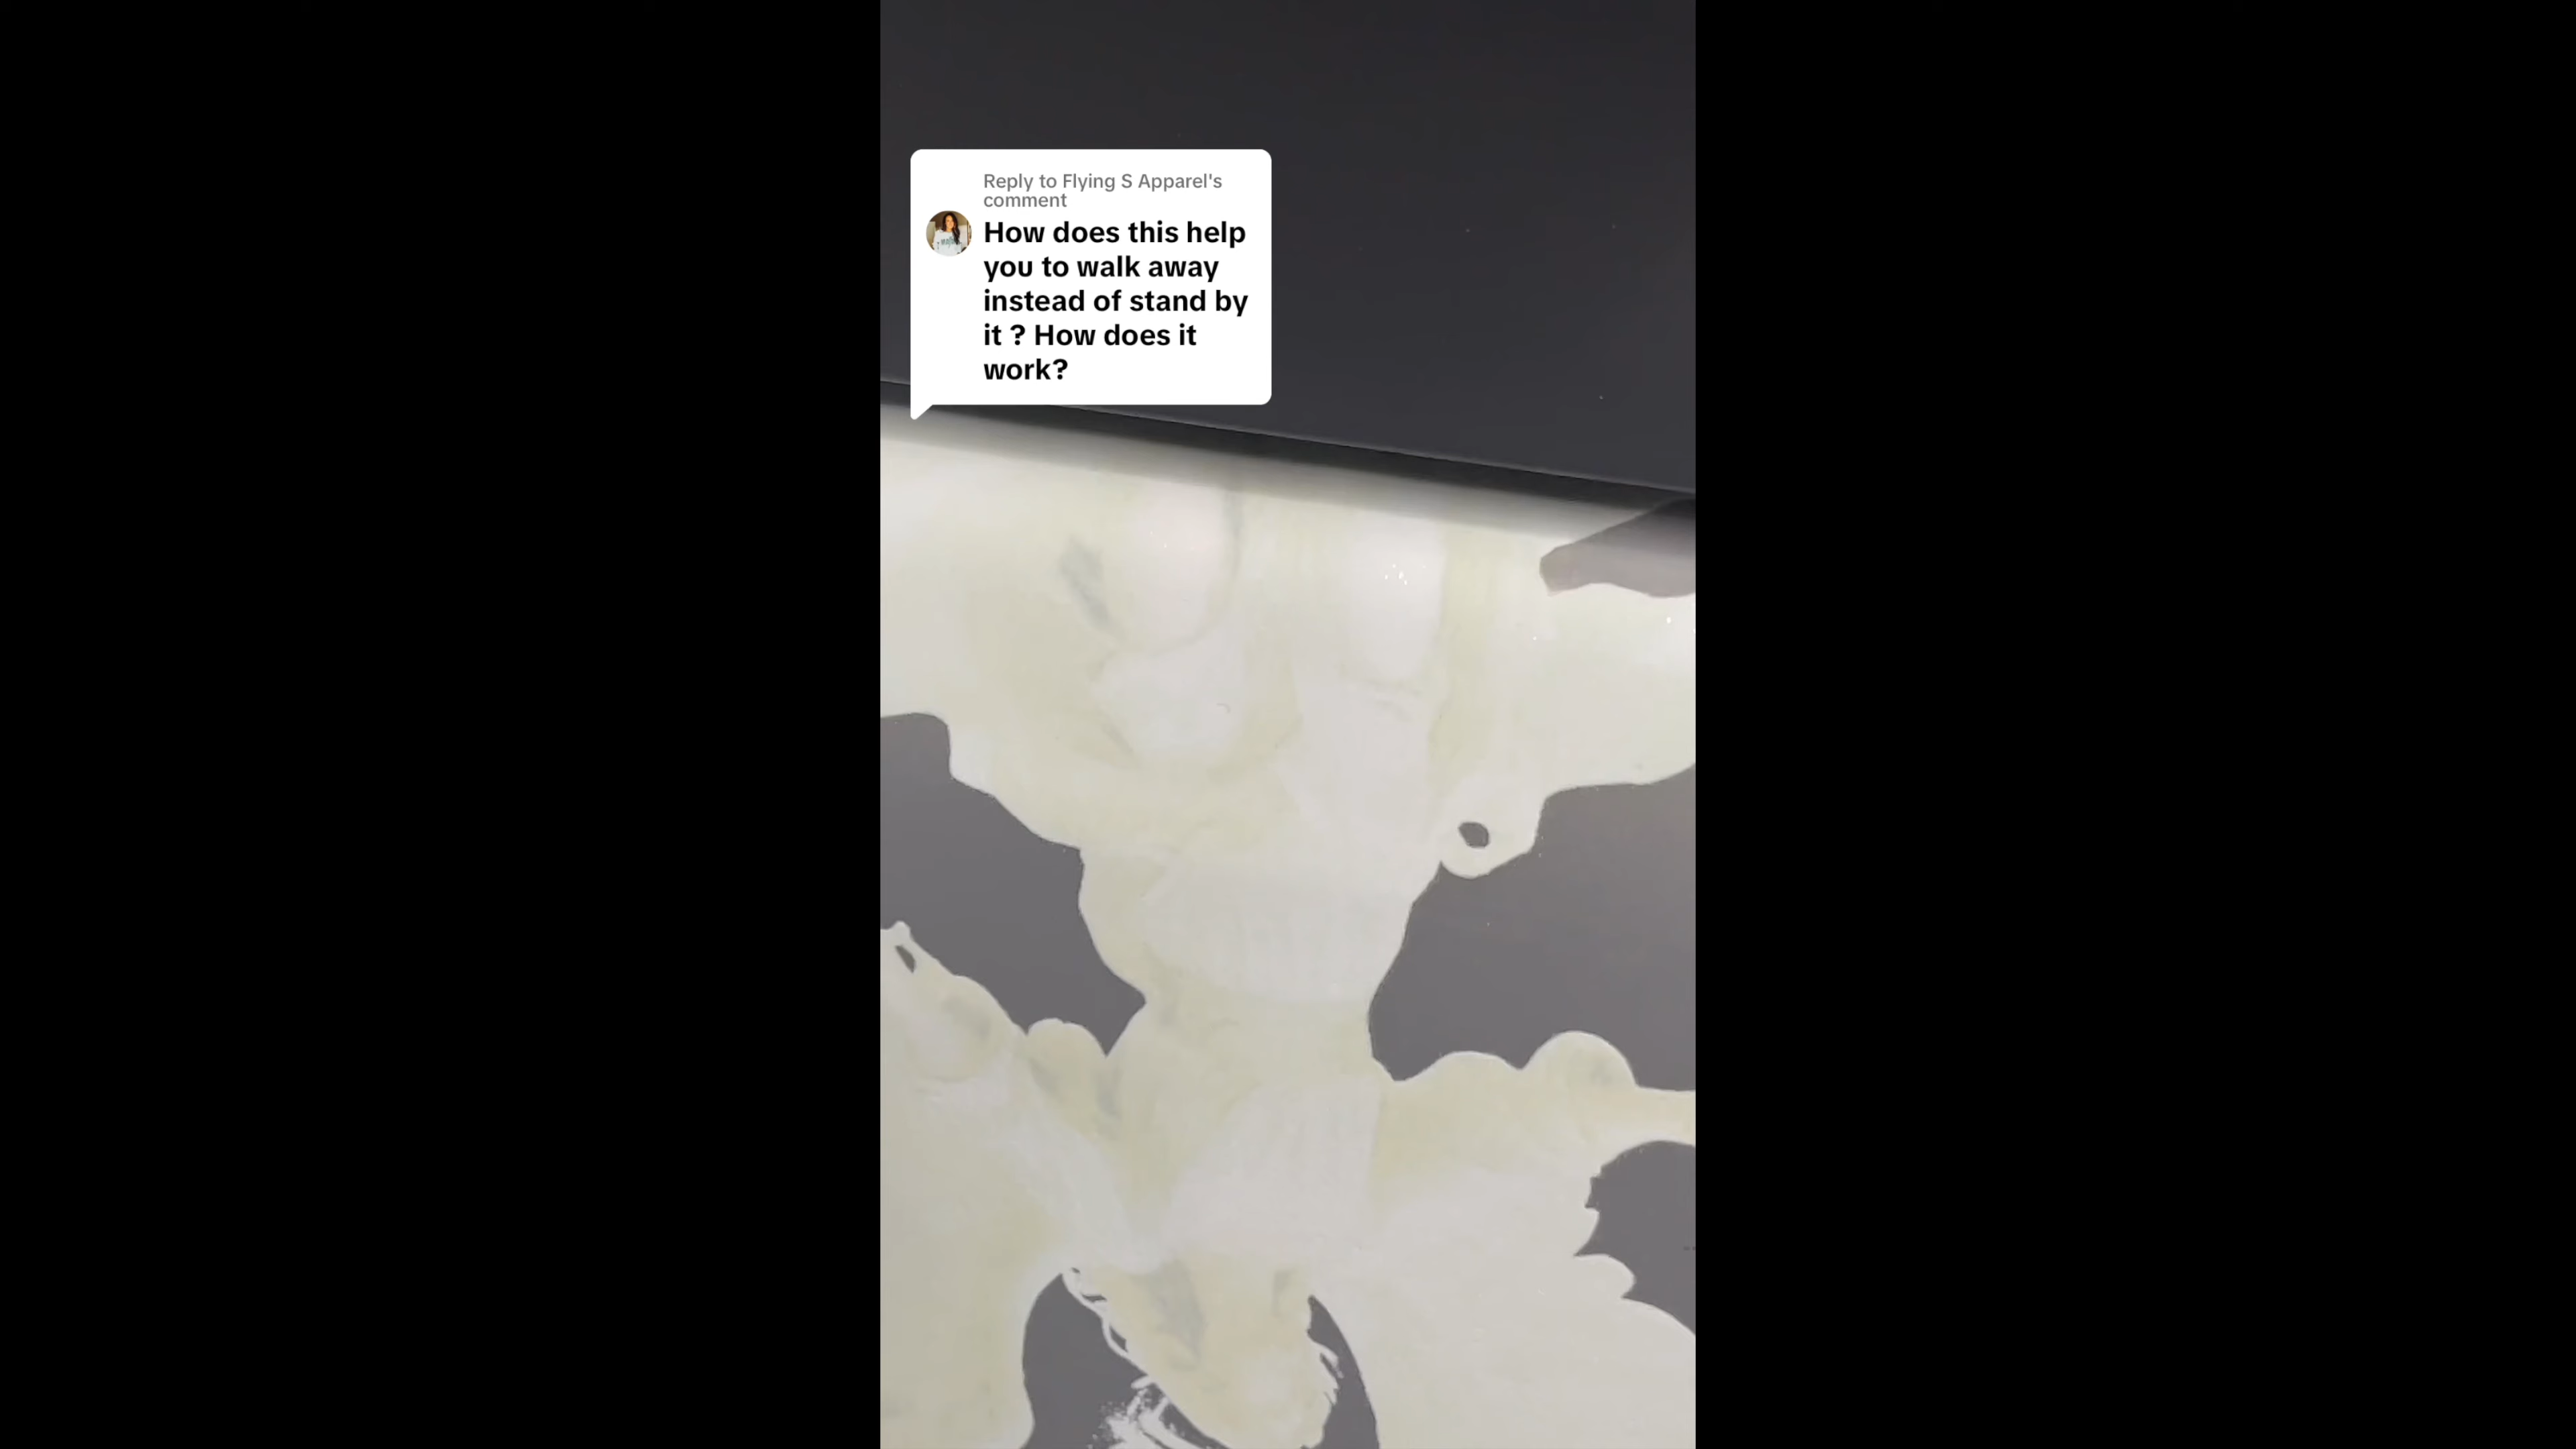 Reply to Flying S Apparel's
comment
How does this help
you to walk away
instead of stand by
it ? How does it
work?